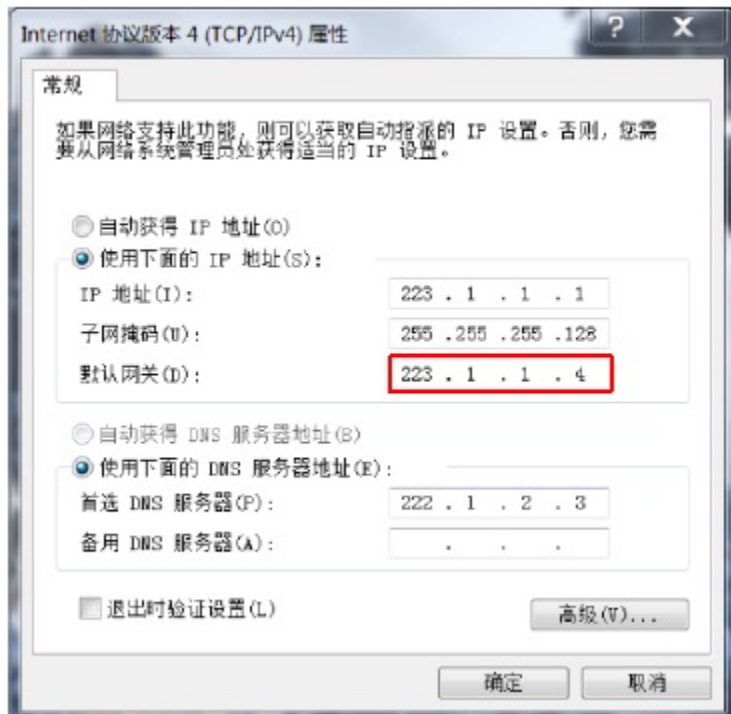 Internet 协议版本 4 (TCP/IPv4) 属性
? X
常规
如果网络支持此功能，则可以获取自动指派的 IP 设置。否则，您需
要从网络系统管理员处获得适当的 IP 设置。
自动获得 IP 地址(O)
使用下面的 IP 地址(S):
IP 地址(I): 223 . 1 . 1 . 1
子网掩码(U): 255 .255 .255 .128
默认网关(D): 223 . 1 . 1 . 4
自动获得 DNS 服务器地址(B)
使用下面的 DNS 服务器地址(E):
首选 DNS 服务器(P): 222 . 1 . 2 . 3
备用 DNS 服务器(A): . . .
退出时验证设置(L)
高级(V)...
确定 取消